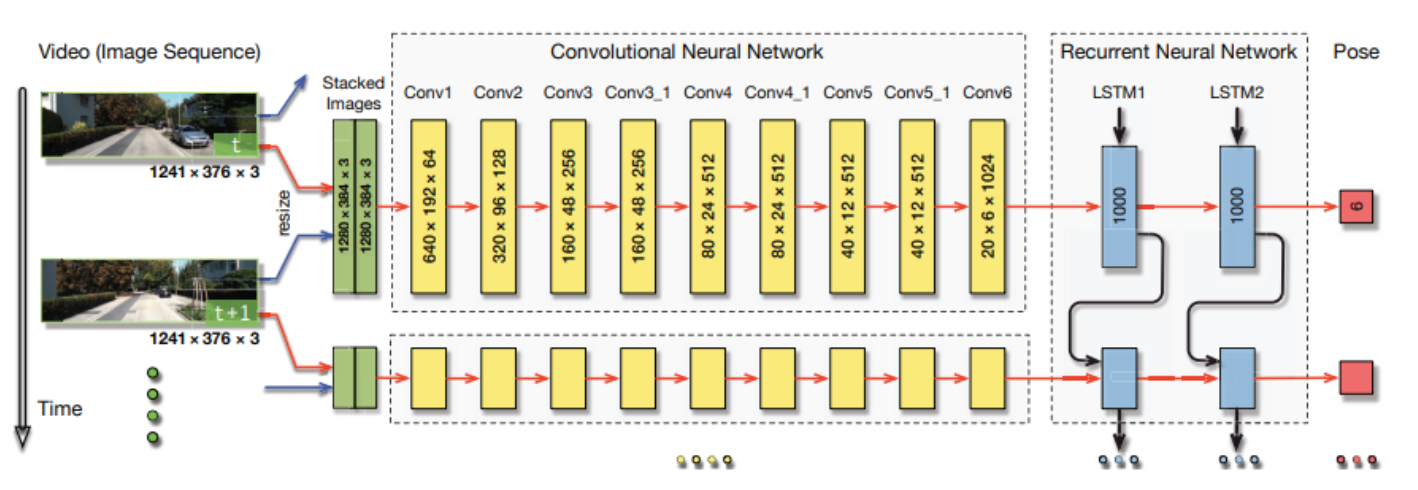 Video (Image Sequence)
Convolutional Neural Network
Recurrent Neural Network
Pose
Stacked
Images
Conv1
Conv2
Conv3
Conv3_1
Conv4
Conv4_1
Conv5
Conv5_1
Conv6
LSTM1
LSTM2
t
1241 × 376 × 3
resize
1280 × 384 × 3
1280 × 384 × 3
640 × 192 × 64
320 × 96 × 128
160 × 48 × 256
160 × 48 × 256
80 × 24 × 512
80 × 24 × 512
40 × 12 × 512
40 × 12 × 512
20 × 6 × 1024
1000
1000
6
t+1
1241 × 376 × 3
Time